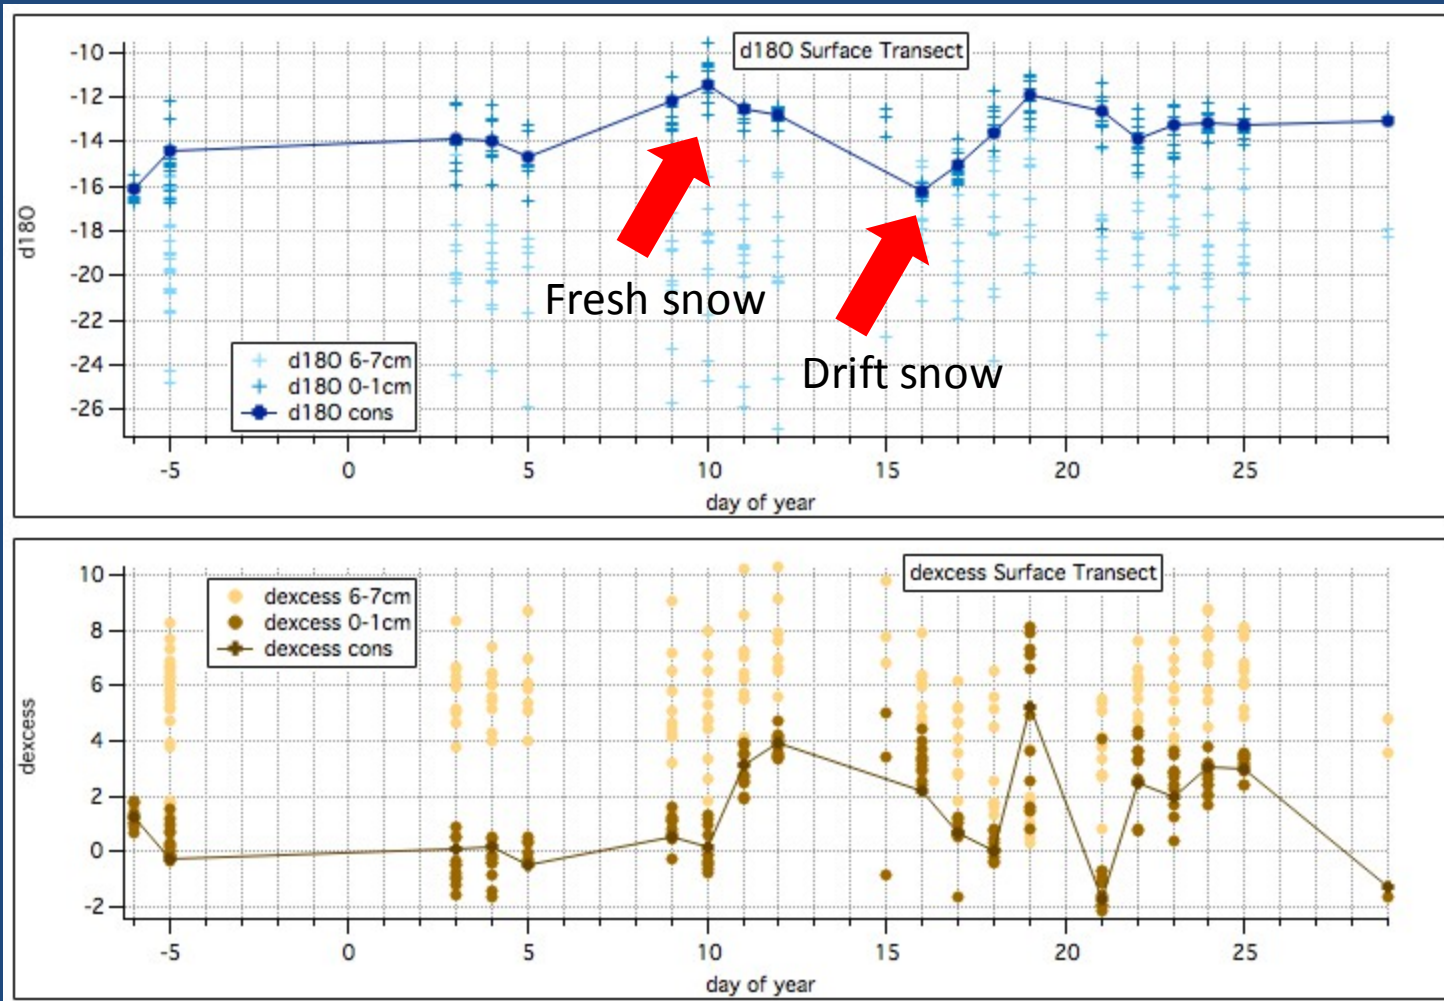 d18O Surface Transect
-10
-12
-14
-16
-18
-20
-22
-24
-26
d18O
Fresh snow
Drift snow
d18O 6-7cm
d18O 0-1cm
d18O cons
-5 0 5 10 15 20 25
day of year
dexcess Surface Transect
10
8
6
4
2
0
-2
dexcess
dexcess 6-7cm
dexcess 0-1cm
dexcess cons
-5 0 5 10 15 20 25
day of year